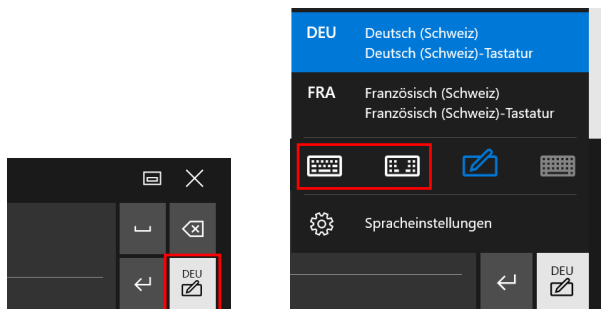 DEU
DEU Deutsch (Schweiz)
Deutsch (Schweiz)-Tastatur
FRA Französisch (Schweiz)
Französisch (Schweiz)-Tastatur
Spracheinstellungen
DEU